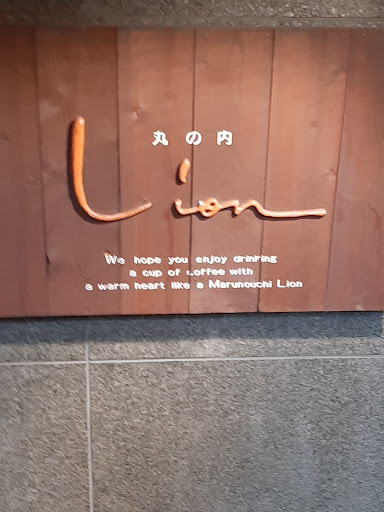 丸の内
Lion
We hope you enjoy drinking
a cup of coffee with
a warm heart like a Marunouchi Lion